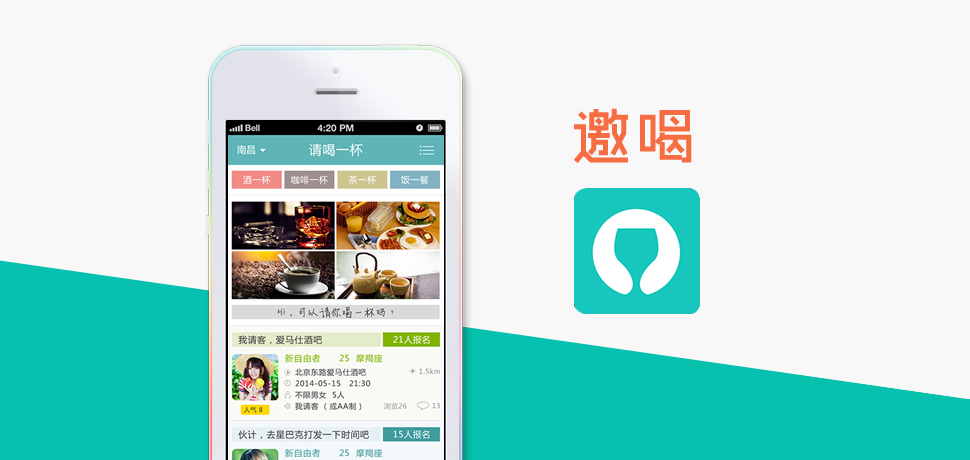 邀喝
Bell 4:20 PM
南昌 请喝一杯
酒一杯 咖啡一杯 茶一杯 饭一餐
Hi，可以请你喝一杯吗？
我请客，爱马仕酒吧 21人报名
新自由者 25 摩羯座
北京东路爱马仕酒吧 1.5km
2014-05-15 21:30
不限男女 5人
我请客（或AA制） 浏览26 13
人气 8
伙计，去星巴克打发一下时间吧 15人报名
新自由者 25 摩羯座